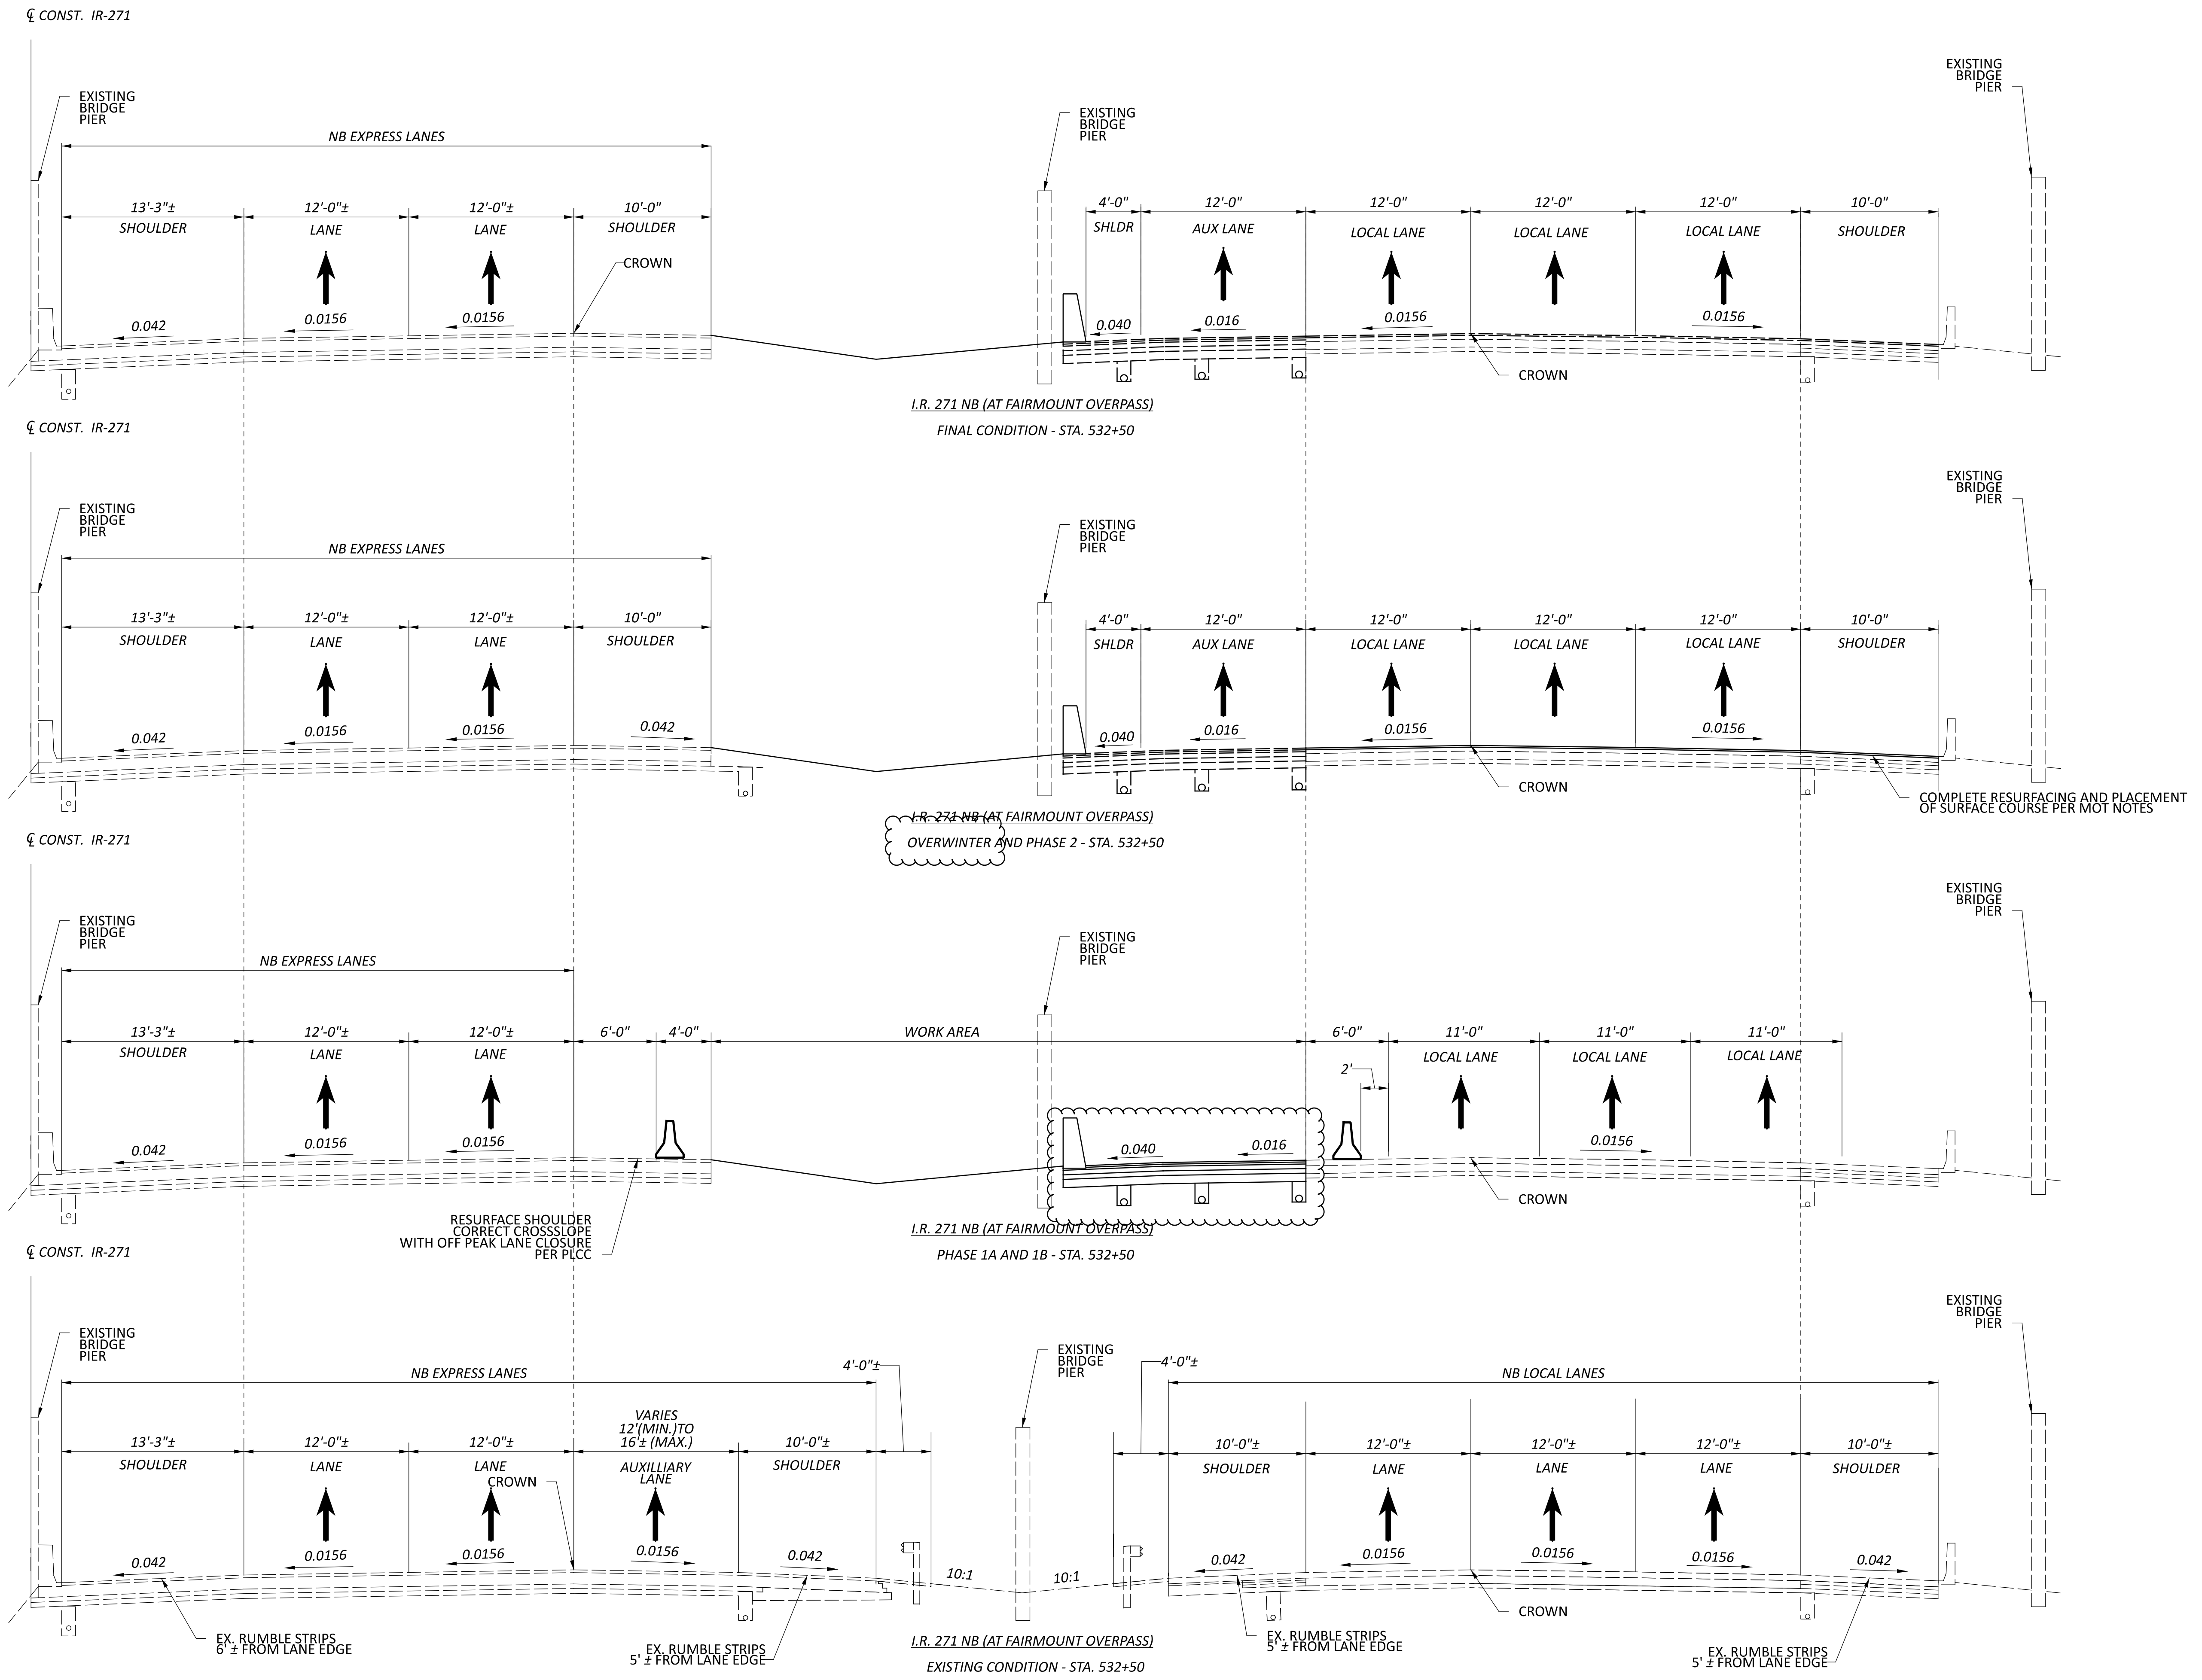 ℄ CONST. IR-271
EXISTING
BRIDGE
PIER
NB EXPRESS LANES
EXISTING
BRIDGE
PIER
EXISTING
BRIDGE
PIER
13'-3"±
SHOULDER
12'-0"±
LANE
12'-0"±
LANE
10'-0"
SHOULDER
CROWN
4'-0"
SHLDR
12'-0"
AUX LANE
12'-0"
LOCAL LANE
12'-0"
LOCAL LANE
12'-0"
LOCAL LANE
10'-0"
SHOULDER
0.042
0.0156
0.0156
0.040
0.016
0.0156
0.0156
CROWN
I.R. 271 NB (AT FAIRMOUNT OVERPASS)
FINAL CONDITION - STA. 532+50
℄ CONST. IR-271
EXISTING
BRIDGE
PIER
NB EXPRESS LANES
EXISTING
BRIDGE
PIER
EXISTING
BRIDGE
PIER
13'-3"±
SHOULDER
12'-0"±
LANE
12'-0"±
LANE
10'-0"
SHOULDER
4'-0"
SHLDR
12'-0"
AUX LANE
12'-0"
LOCAL LANE
12'-0"
LOCAL LANE
12'-0"
LOCAL LANE
10'-0"
SHOULDER
0.042
0.0156
0.0156
0.042
0.040
0.016
0.0156
0.0156
CROWN
COMPLETE RESURFACING AND PLACEMENT
OF SURFACE COURSE PER MOT NOTES
I.R. 271 NB (AT FAIRMOUNT OVERPASS)
OVERWINTER AND PHASE 2 - STA. 532+50
℄ CONST. IR-271
EXISTING
BRIDGE
PIER
NB EXPRESS LANES
EXISTING
BRIDGE
PIER
EXISTING
BRIDGE
PIER
13'-3"±
SHOULDER
12'-0"±
LANE
12'-0"±
LANE
6'-0"
4'-0"
WORK AREA
6'-0"
2'
11'-0"
LOCAL LANE
11'-0"
LOCAL LANE
11'-0"
LOCAL LANE
0.042
0.0156
0.0156
0.040
0.016
0.0156
CROWN
RESURFACE SHOULDER
CORRECT CROSSSLOPE
WITH OFF PEAK LANE CLOSURE
PER PLCC
I.R. 271 NB (AT FAIRMOUNT OVERPASS)
PHASE 1A AND 1B - STA. 532+50
℄ CONST. IR-271
EXISTING
BRIDGE
PIER
NB EXPRESS LANES
4'-0"±
EXISTING
BRIDGE
PIER
4'-0"±
NB LOCAL LANES
EXISTING
BRIDGE
PIER
13'-3"±
SHOULDER
12'-0"±
LANE
12'-0"±
LANE
CROWN
VARIES
12'(MIN.)TO
16'± (MAX.)
AUXILLIARY
LANE
10'-0"±
SHOULDER
10'-0"±
SHOULDER
12'-0"±
LANE
12'-0"±
LANE
12'-0"±
LANE
10'-0"±
SHOULDER
0.042
0.0156
0.0156
0.0156
0.042
10:1
10:1
0.042
0.0156
0.0156
0.0156
0.042
CROWN
EX. RUMBLE STRIPS
6' ± FROM LANE EDGE
EX. RUMBLE STRIPS
5' ± FROM LANE EDGE
EX. RUMBLE STRIPS
5' ± FROM LANE EDGE
EX. RUMBLE STRIPS
5' ± FROM LANE EDGE
I.R. 271 NB (AT FAIRMOUNT OVERPASS)
EXISTING CONDITION - STA. 532+50